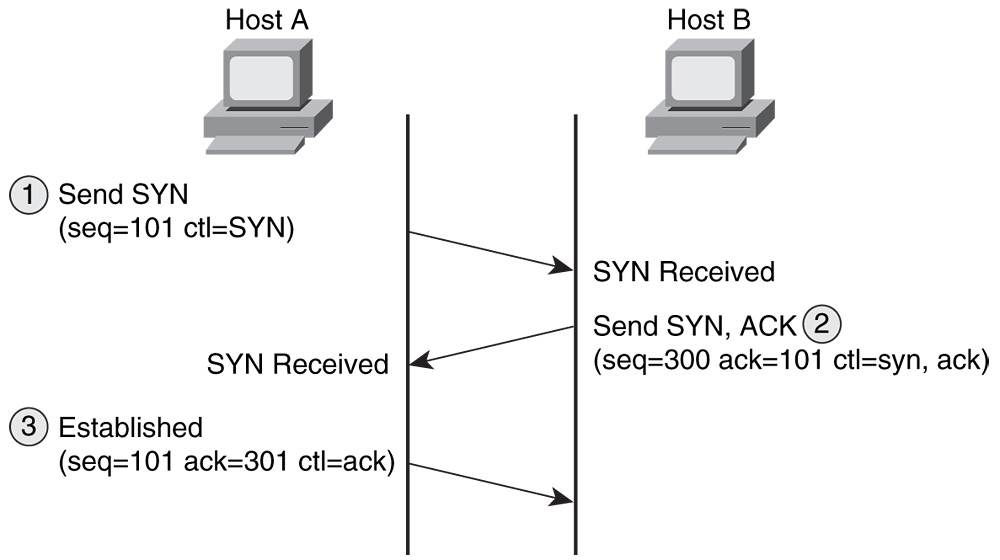 Host A
Host B
1 Send SYN
(seq=101 ctl=SYN)
SYN Received
Send SYN, ACK 2
(seq=300 ack=101 ctl=syn, ack)
SYN Received
3 Established
(seq=101 ack=301 ctl=ack)